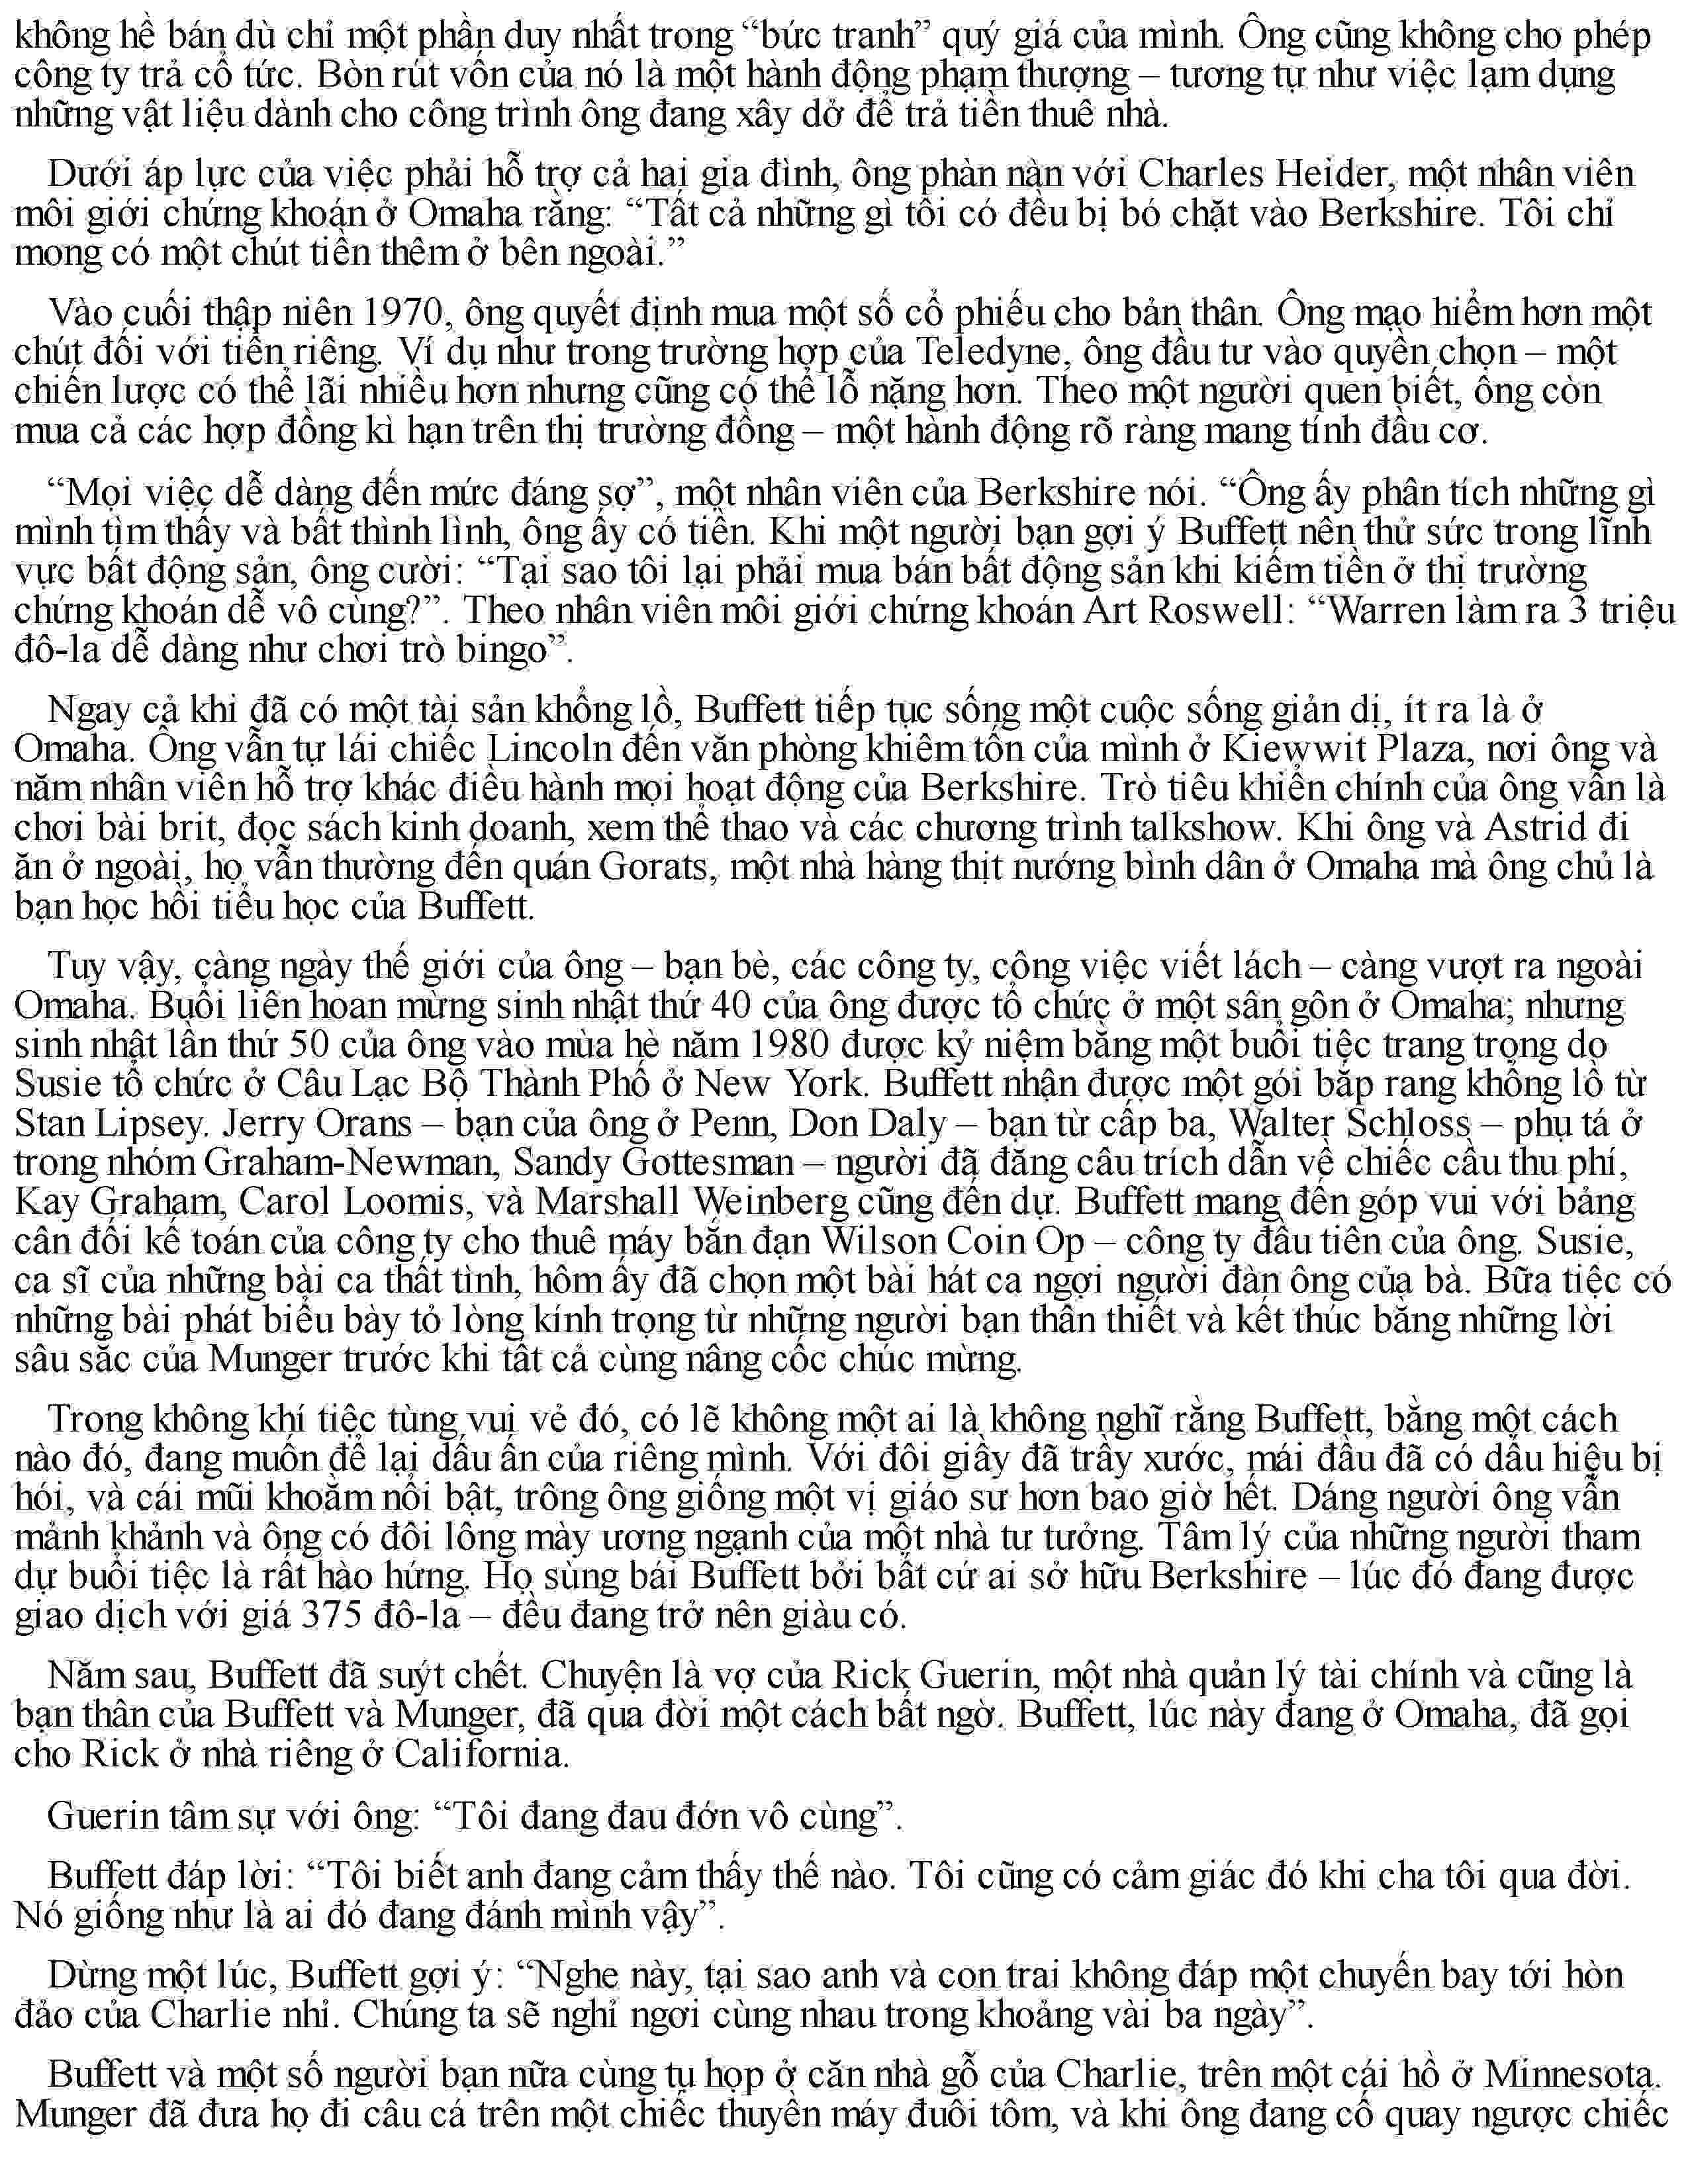 không hề bán dù chỉ một phần duy nhất trong “bức tranh” quý giá của mình. Ông cũng không cho phép
công ty trả cổ tức. Bòn rút vốn của nó là một hành động phạm thượng – tương tự như việc lạm dụng
những vật liệu dành cho công trình ông đang xây dở để trả tiền thuê nhà.
Dưới áp lực của việc phải hỗ trợ cả hai gia đình, ông phàn nàn với Charles Heider, một nhân viên
môi giới chứng khoán ở Omaha rằng: “Tất cả những gì tôi có đều bị bó chặt vào Berkshire. Tôi chỉ
mong có một chút tiền thêm ở bên ngoài.”
Vào cuối thập niên 1970, ông quyết định mua một số cổ phiếu cho bản thân. Ông mạo hiểm hơn một
chút đối với tiền riêng. Ví dụ như trong trường hợp của Teledyne, ông đầu tư vào quyền chọn – một
chiến lược có thể lãi nhiều hơn nhưng cũng có thể lỗ nặng hơn. Theo một người quen biết, ông còn
mua cả các hợp đồng kì hạn trên thị trường đồng – một hành động rõ ràng mang tính đầu cơ.
“Mọi việc dễ dàng đến mức đáng sợ”, một nhân viên của Berkshire nói. “Ông ấy phân tích những gì
mình tìm thấy và bất thình lình, ông ấy có tiền. Khi một người bạn gợi ý Buffett nên thử sức trong lĩnh
vực bất động sản, ông cười: “Tại sao tôi lại phải mua bán bất động sản khi kiếm tiền ở thị trường
chứng khoán dễ vô cùng?”. Theo nhân viên môi giới chứng khoán Art Roswell: “Warren làm ra 3 triệu
đô-la dễ dàng như chơi trò bingo”.
Ngay cả khi đã có một tài sản khổng lồ, Buffett tiếp tục sống một cuộc sống giản dị, ít ra là ở
Omaha. Ông vẫn tự lái chiếc Lincoln đến văn phòng khiêm tốn của mình ở Kiewwit Plaza, nơi ông và
năm nhân viên hỗ trợ khác điều hành mọi hoạt động của Berkshire. Trò tiêu khiển chính của ông vẫn là
chơi bài brit, đọc sách kinh doanh, xem thể thao và các chương trình talkshow. Khi ông và Astrid đi
ăn ở ngoài, họ vẫn thường đến quán Gorats, một nhà hàng thịt nướng bình dân ở Omaha mà ông chủ là
bạn học hồi tiểu học của Buffett.
Tuy vậy, càng ngày thế giới của ông – bạn bè, các công ty, công việc viết lách – càng vượt ra ngoài
Omaha. Buổi liên hoan mừng sinh nhật thứ 40 của ông được tổ chức ở một sân gôn ở Omaha; nhưng
sinh nhật lần thứ 50 của ông vào mùa hè năm 1980 được kỷ niệm bằng một buổi tiệc trang trọng do
Susie tổ chức ở Câu Lạc Bộ Thành Phố ở New York. Buffett nhận được một gói bắp rang khổng lồ từ
Stan Lipsey. Jerry Orans – bạn của ông ở Penn, Don Daly – bạn từ cấp ba, Walter Schloss – phụ tá ở
trong nhóm Graham-Newman, Sandy Gottesman – người đã đăng câu trích dẫn về chiếc cầu thu phí,
Kay Graham, Carol Loomis, và Marshall Weinberg cũng đến dự. Buffett mang đến góp vui với bảng
cân đối kế toán của công ty cho thuê máy bắn đạn Wilson Coin Op – công ty đầu tiên của ông. Susie,
ca sĩ của những bài ca thất tình, hôm ấy đã chọn một bài hát ca ngợi người đàn ông của bà. Bữa tiệc có
những bài phát biểu bày tỏ lòng kính trọng từ những người bạn thân thiết và kết thúc bằng những lời
sâu sắc của Munger trước khi tất cả cùng nâng cốc chúc mừng.
Trong không khí tiệc tùng vui vẻ đó, có lẽ không một ai là không nghĩ rằng Buffett, bằng một cách
nào đó, đang muốn để lại dấu ấn của riêng mình. Với đôi giầy đã trầy xước, mái đầu đã có dấu hiệu bị
hói, và cái mũi khoằm nổi bật, trông ông giống một vị giáo sư hơn bao giờ hết. Dáng người ông vẫn
mảnh khảnh và ông có đôi lông mày ương ngạnh của một nhà tư tưởng. Tâm lý của những người tham
dự buổi tiệc là rất hào hứng. Họ sùng bái Buffett bởi bất cứ ai sở hữu Berkshire – lúc đó đang được
giao dịch với giá 375 đô-la – đều đang trở nên giàu có.
Năm sau, Buffett đã suýt chết. Chuyện là vợ của Rick Guerin, một nhà quản lý tài chính và cũng là
bạn thân của Buffett và Munger, đã qua đời một cách bất ngờ. Buffett, lúc này đang ở Omaha, đã gọi
cho Rick ở nhà riêng ở California.
Guerin tâm sự với ông: “Tôi đang đau đớn vô cùng”.
Buffett đáp lời: “Tôi biết anh đang cảm thấy thế nào. Tôi cũng có cảm giác đó khi cha tôi qua đời.
Nó giống như là ai đó đang đánh mình vậy”.
Dừng một lúc, Buffett gợi ý: “Nghe này, tại sao anh và con trai không đáp một chuyến bay tới hòn
đảo của Charlie nhỉ. Chúng ta sẽ nghỉ ngơi cùng nhau trong khoảng vài ba ngày”.
Buffett và một số người bạn nữa cùng tụ họp ở căn nhà gỗ của Charlie, trên một cái hồ ở Minnesota.
Munger đã đưa họ đi câu cá trên một chiếc thuyền máy đuôi tôm, và khi ông đang cố quay ngược chiếc